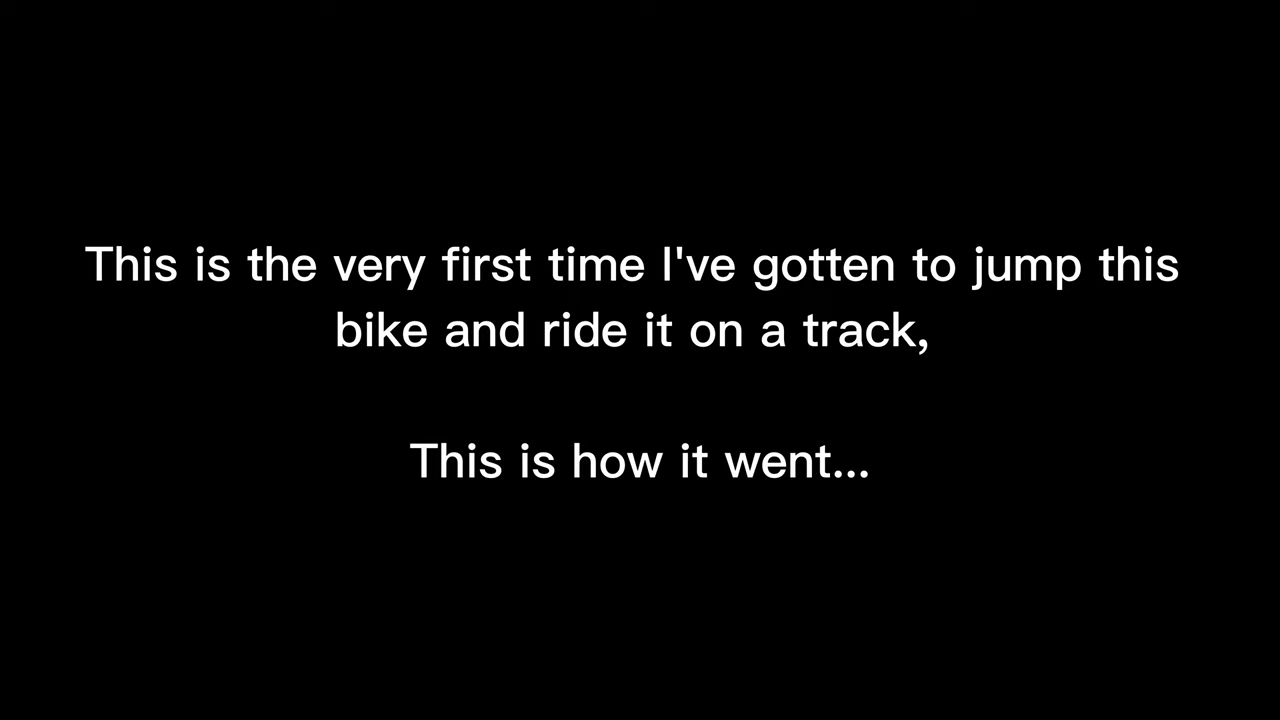 This is the very first time I've gotten to jump this
bike and ride it on a track,
This is how it went...